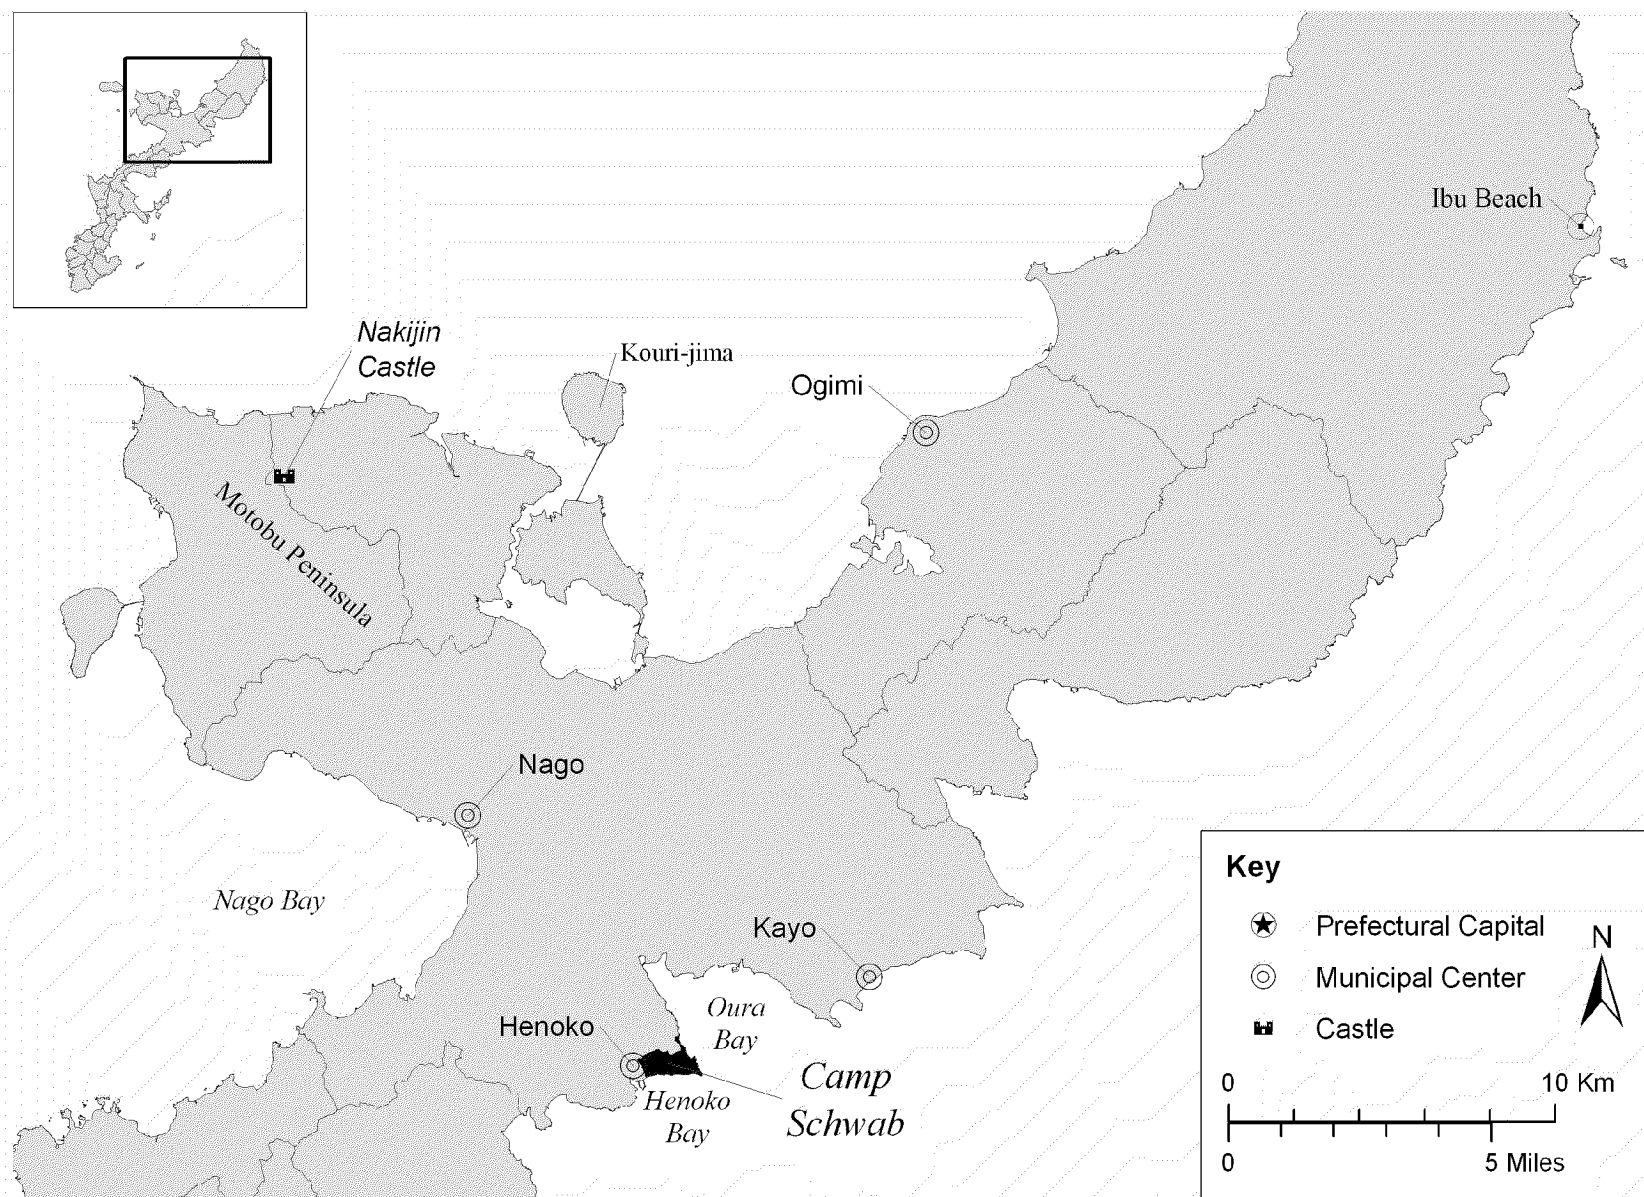 Ibu Beach
Nakijin
Castle
Kouri-jima
Ogimi
Motobu Peninsula
Nago
Nago Bay
Kayo
Oura
Bay
Henoko
Camp
Schwab
Henoko
Bay
Key
Prefectural Capital
Municipal Center
Castle
N
0 10 Km
0 5 Miles